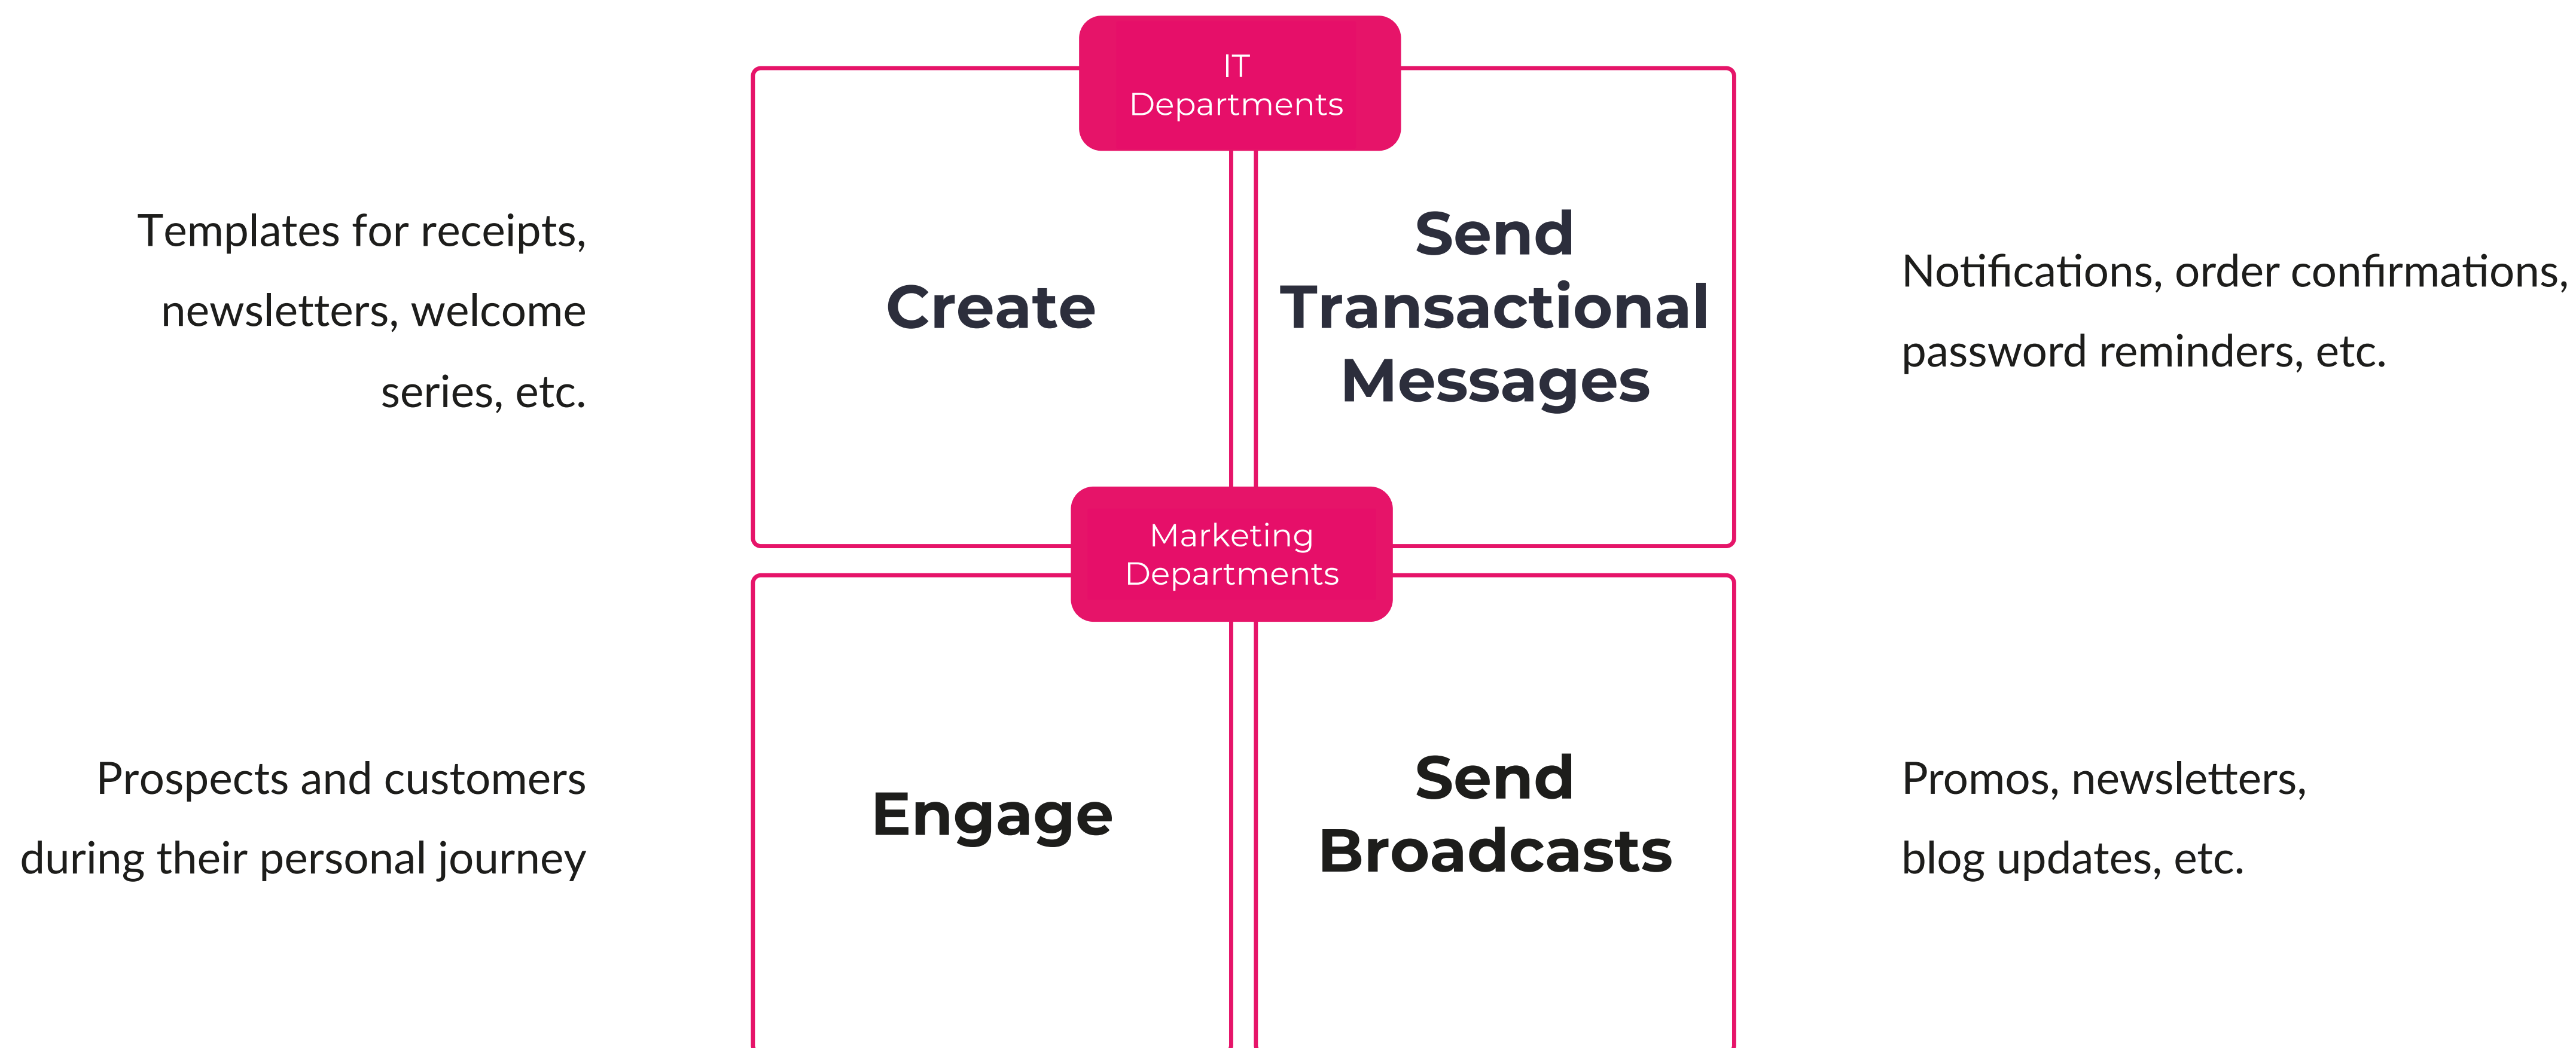 IT
Departments
Templates for receipts,
newsletters, welcome
series, etc.
Create
Send
Transactional
Messages
Notifications, order confirmations,
password reminders, etc.
Marketing
Departments
Prospects and customers
during their personal journey
Engage
Send
Broadcasts
Promos, newsletters,
blog updates, etc.